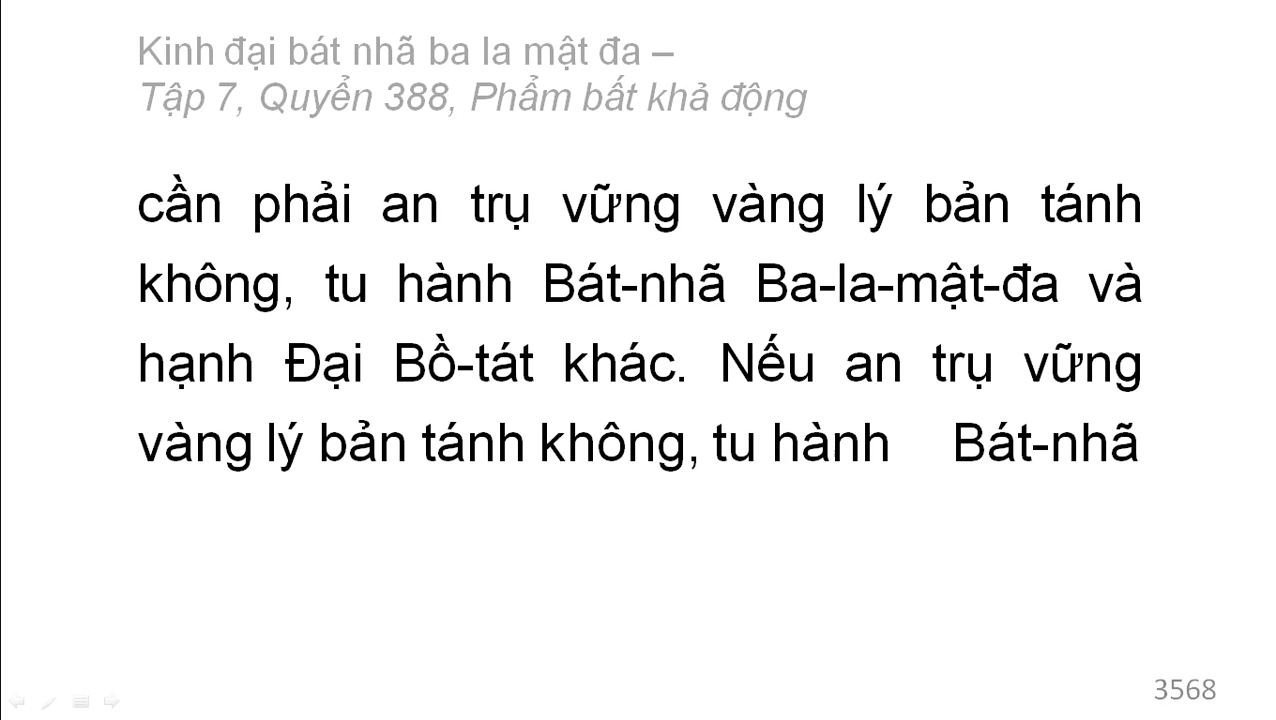 Kinh đại bát nhã ba la mật đa –
Tập 7, Quyển 388, Phẩm bất khả động
cần phải an trụ vững vàng lý bản tánh
không, tu hành Bát-nhã Ba-la-mật-đa và
hạnh Đại Bồ-tát khác. Nếu an trụ vững
vàng lý bản tánh không, tu hành Bát-nhã
3568